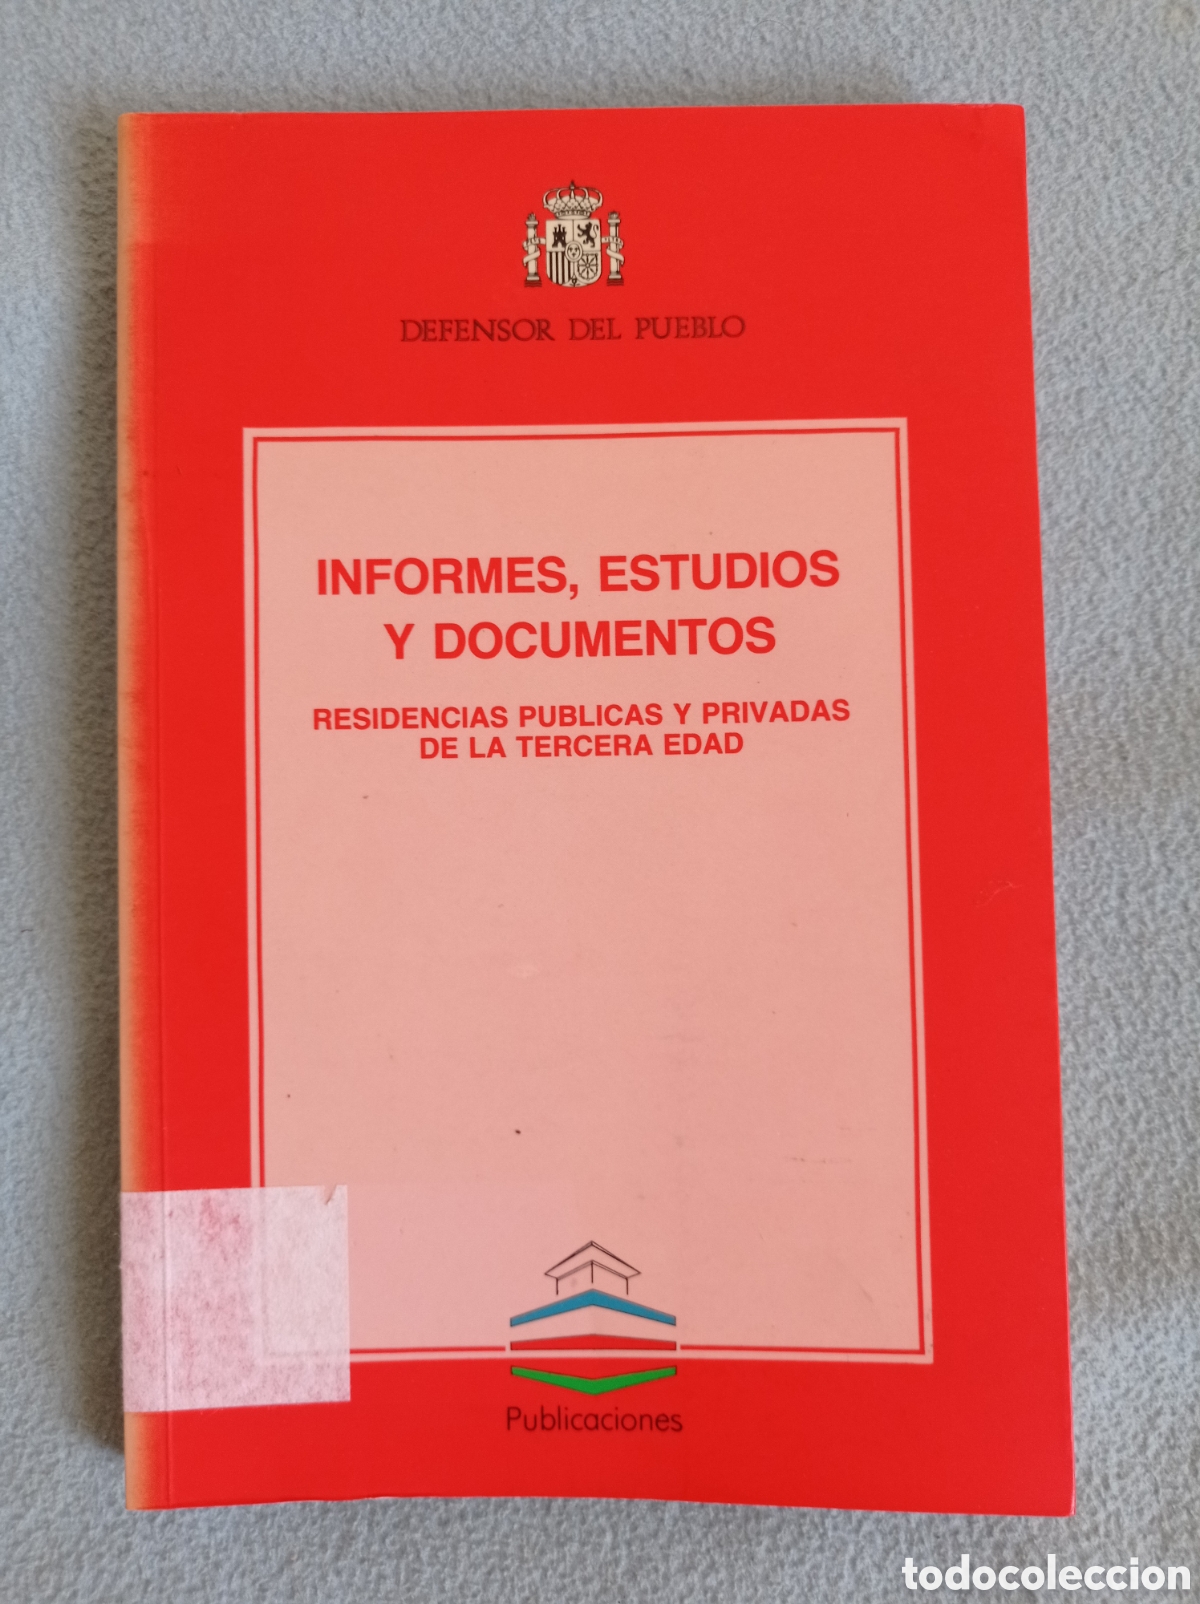 DEFENSOR DEL PUEBLO
INFORMES, ESTUDIOS
Y DOCUMENTOS
RESIDENCIAS PUBLICAS Y PRIVADAS
DE LA TERCERA EDAD
Publicaciones
todocoleccion